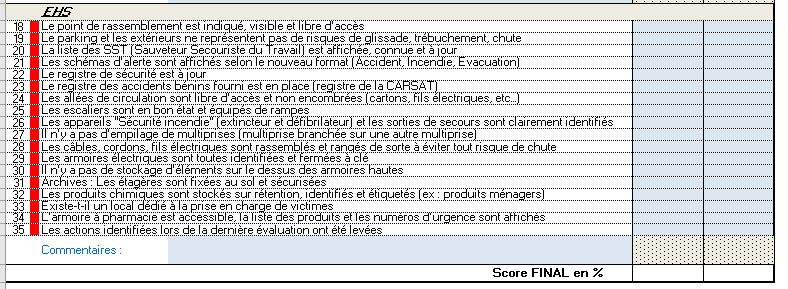 EHS
18 Le point de rassemblement est indiqué, visible et libre d'accès
19 Le parking et les extérieurs ne représentent pas de risques de glissade, trébuchement, chute
20 La liste des SST (Sauveteur Secouriste du Travail) est affichée, connue et à jour
21 Les schémas d'alerte sont affichés selon le nouveau format (Accident, Incendie, Evacuation)
22 Le registre de sécurité est à jour
23 Le registre des accidents bénins fourni est en place (registre de la CARSAT)
24 Les allées de circulation sont libre d'accès et non encombrées (cartons, fils électriques, etc...)
25 Les escaliers sont en bon état et équipés de rampes
26 Les appareils "Sécurité incendie" (extincteur et défibrilateur) et les sorties de secours sont clairement identifiés
27 Il n'y a pas d'empilage de multiprises (multiprise branchée sur une autre multiprise)
28 Les câbles, cordons, fils électriques sont rassemblés et rangés de sorte à éviter tout risque de chute
29 Les armoires électriques sont toutes identifiées et fermées à clé
30 Il n'y a pas de stockage d'éléments sur le dessus des armoires hautes
31 Archives : Les étagères sont fixées au sol et sécurisées
32 Les produits chimiques sont stockés sur rétention, identifiés et étiquetés (ex : produits ménagers)
33 Existe-t-il un local dédié à la prise en charge de victimes
34 L'armoire à pharmacie est accessible, la liste des produits et les numéros d'urgence sont affichés
35 Les actions identifiées lors de la dernière évaluation ont été levées
Commentaires :
Score FINAL en %